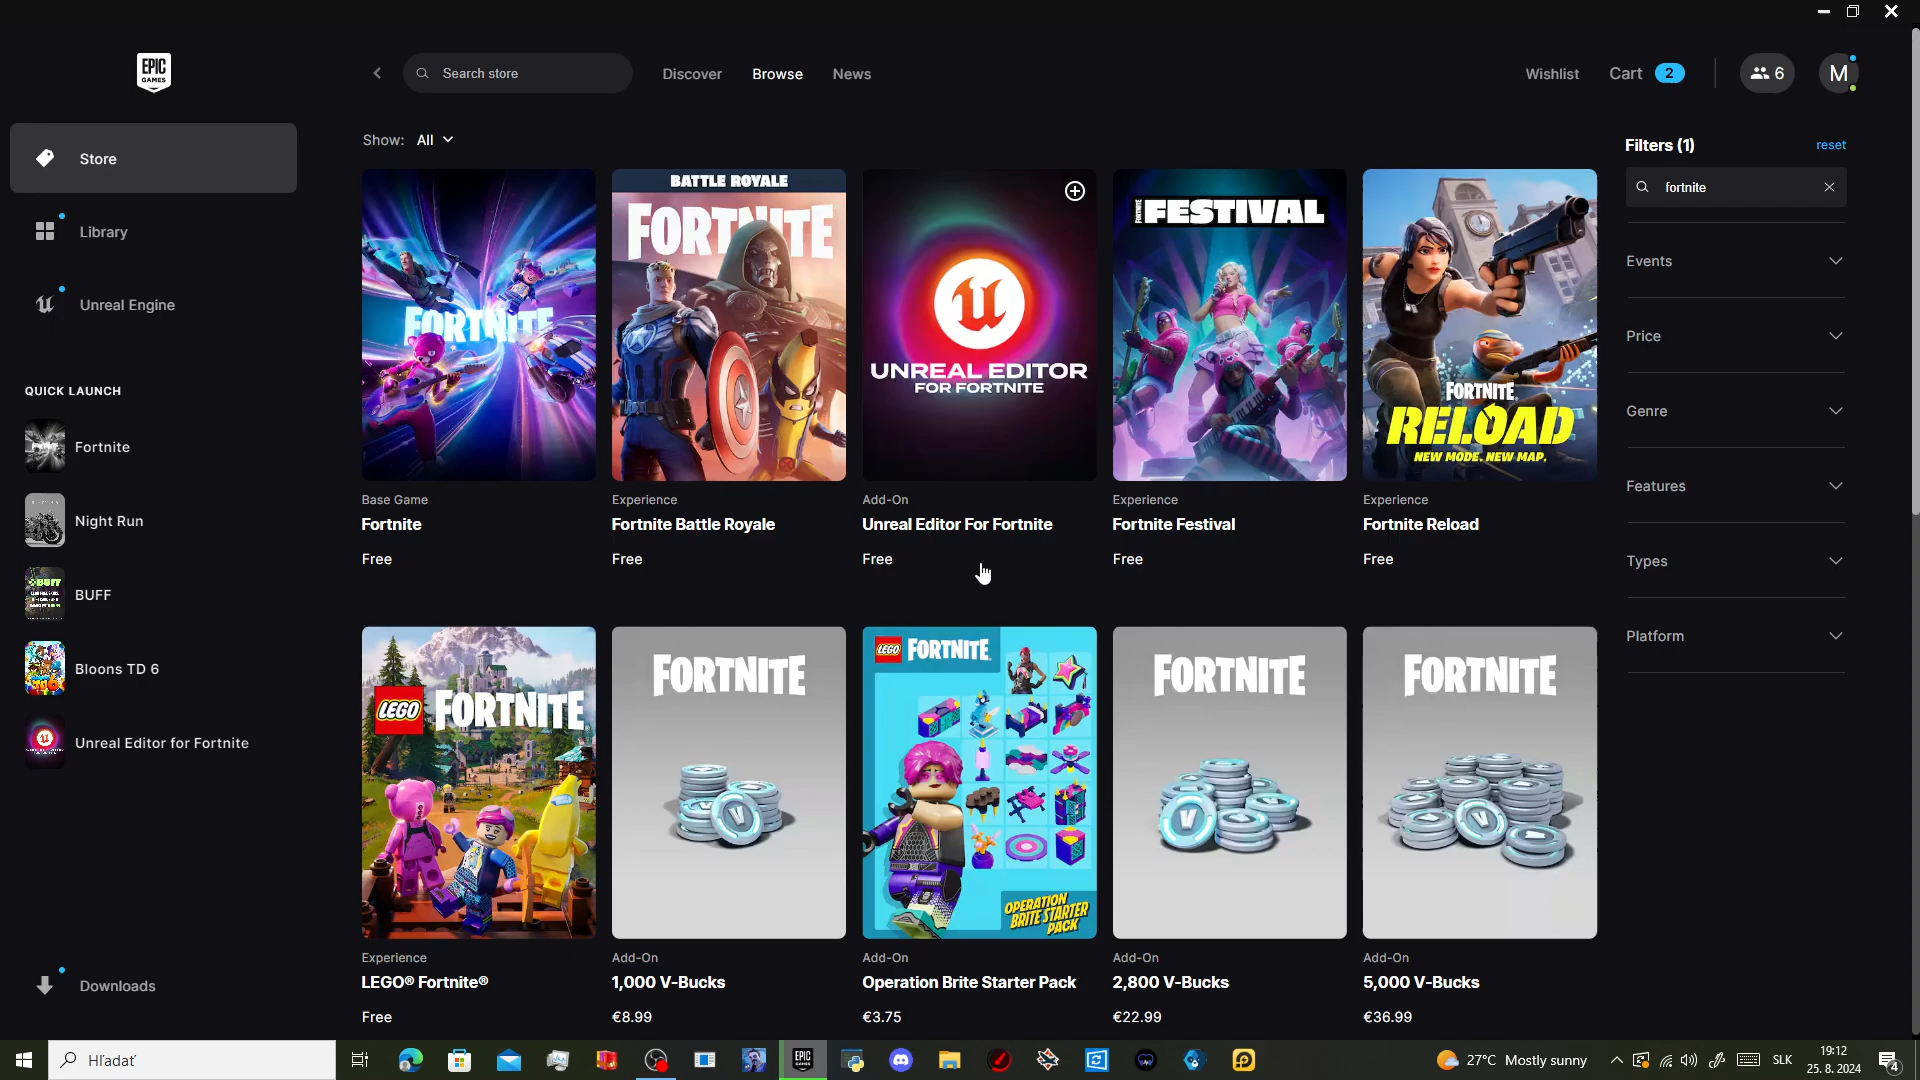 EPIC
GAMES
Search store
Discover
Browse
News
Wishlist
Cart
2
6
M
Store
Library
Unreal Engine
QUICK LAUNCH
Fortnite
Night Run
BUFF
Bloons TD 6
Unreal Editor for Fortnite
Downloads
Show: All
FORTNITE
Base Game
Fortnite
Free
BATTLE ROYALE
FORTNITE
Experience
Fortnite Battle Royale
Free
UNREAL EDITOR
FOR FORTNITE
Add-On
Unreal Editor For Fortnite
Free
FORTNITE
FESTIVAL
Experience
Fortnite Festival
Free
FORTNITE
RELOAD
NEW MODE. NEW MAP.
Experience
Fortnite Reload
Free
LEGO
FORTNITE
Experience
LEGO® Fortnite®
Free
FORTNITE
Add-On
1,000 V-Bucks
€8.99
LEGO FORTNITE
OPERATION
BRITE STARTER
PACK
Add-On
Operation Brite Starter Pack
€3.75
FORTNITE
V
Add-On
2,800 V-Bucks
€22.99
FORTNITE
V
Add-On
5,000 V-Bucks
€36.99
Filters (1)
reset
fortnite
Events
Price
Genre
Features
Types
Platform
Hľadať
EPIC
GAMES
27°C Mostly sunny
SLK
19:12
25. 8. 2024
4